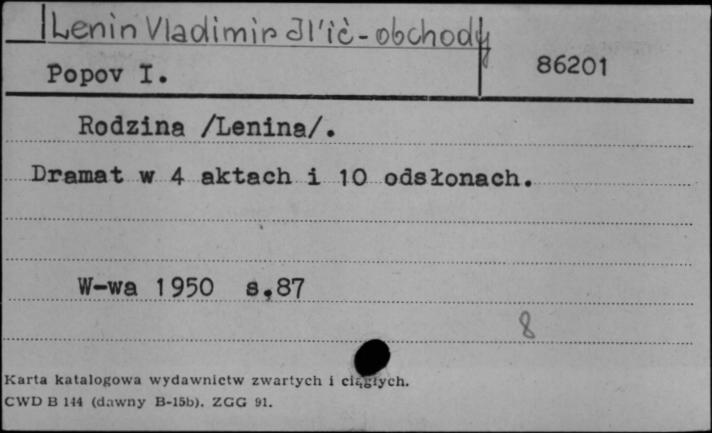 Lenin Vladimir Il'ič - obchody
Popov I.
86201
Rodzina /Lenina/.
Dramat w 4 aktach i 10 odsłonach.
W-wa 1950 s,87
8
Karta katalogowa wydawnictw zwartych i ciągłych.
CWD B 144 (dawny B-15b). ZGG 91.